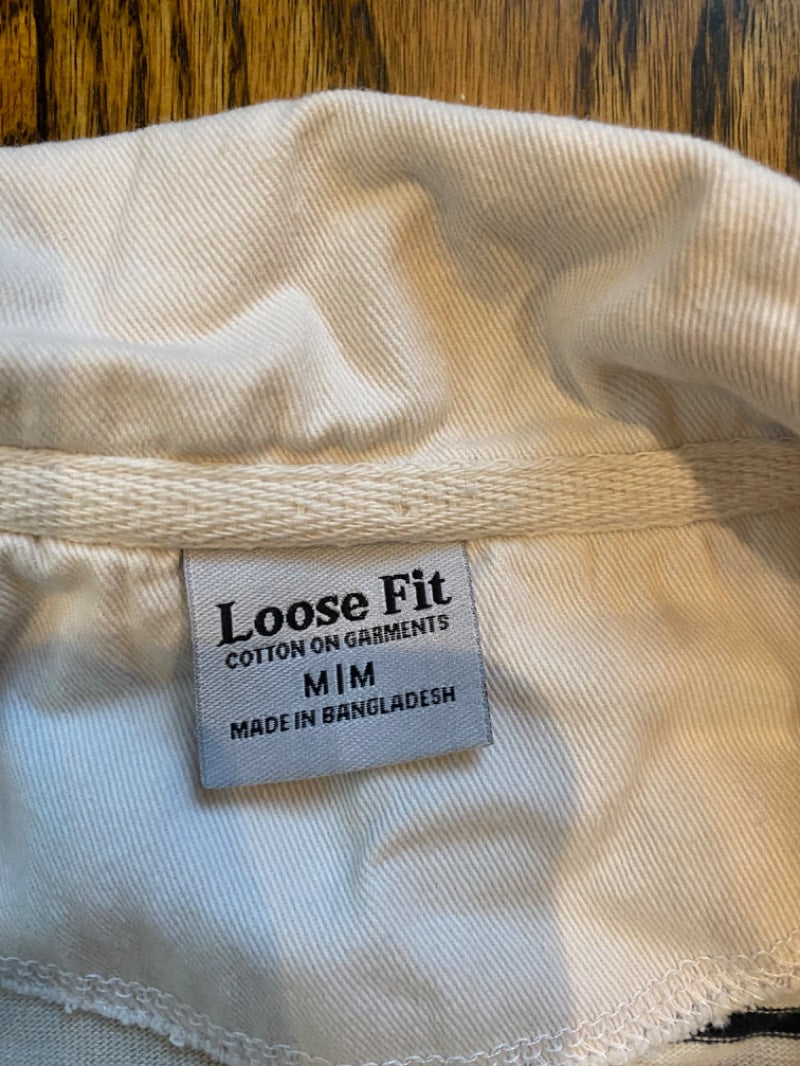 Loose Fit
COTTON ON GARMENTS
M|M
MADE IN BANGLADESH